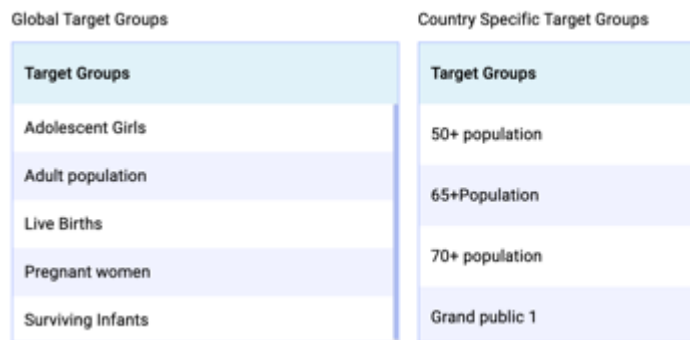 Global Target Groups
Target Groups
Adolescent Girls
Adult population
Live Births
Pregnant women
Surviving Infants
Country Specific Target Groups
Target Groups
50+ population
65+Population
70+ population
Grand public 1